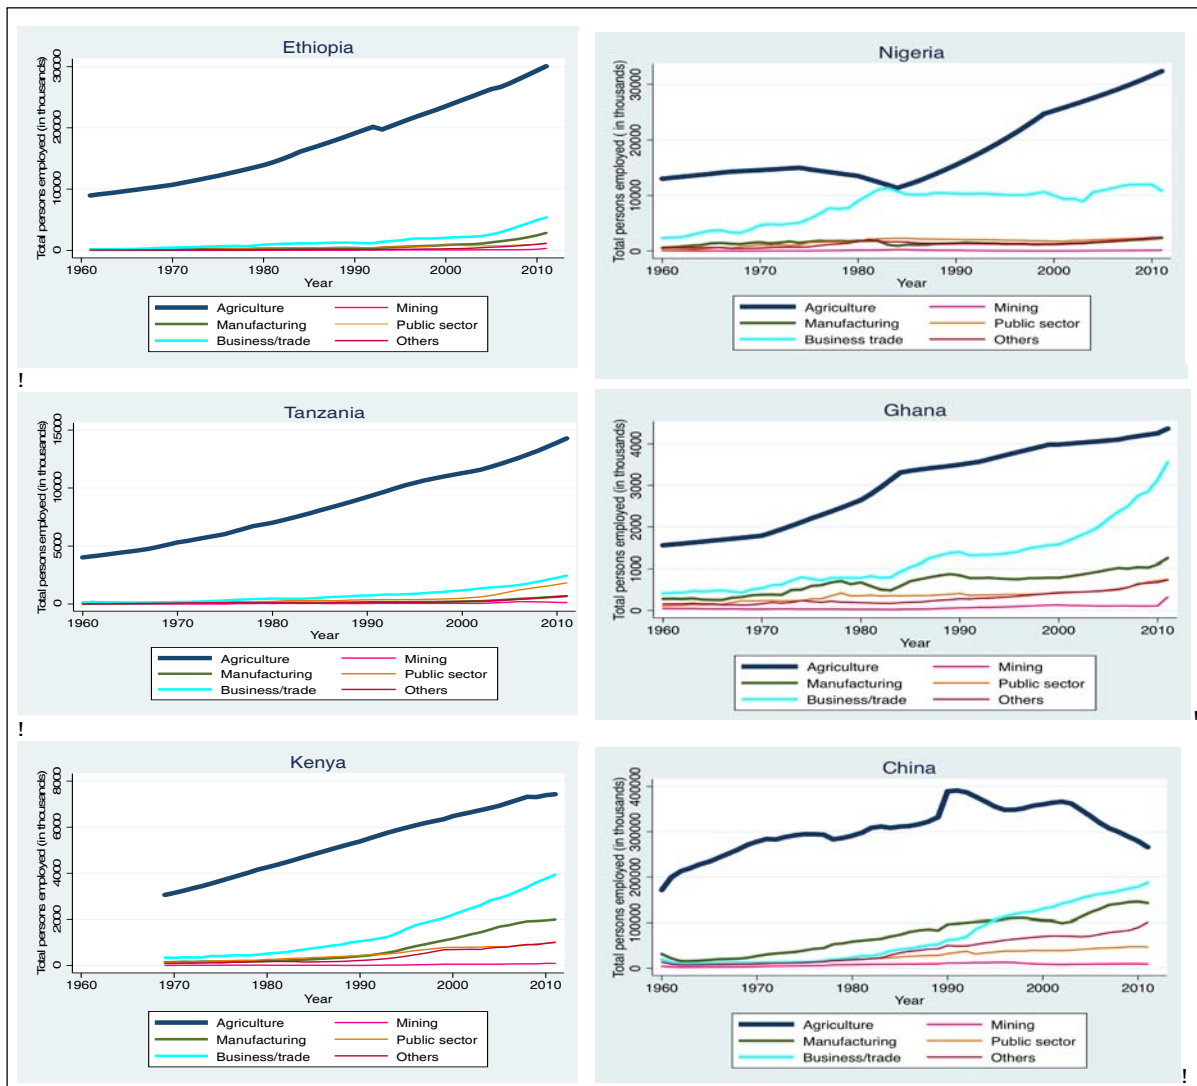 Ethiopia
Total persons employed (in thousands)
30000
20000
10000
0
1960 1970 1980 1990 2000 2010
Year
Agriculture Mining
Manufacturing Public sector
Business/trade Others
!
Nigeria
Total persons employed ( in thousands)
30000
20000
10000
0
1960 1970 1980 1990 2000 2010
Year
Agriculture Mining
Manufacturing Public sector
Business trade Others
Tanzania
Total persons employed (in thousands)
15000
10000
5000
0
1960 1970 1980 1990 2000 2010
Year
Agriculture Mining
Manufacturing Public sector
Business/trade Others
!
Ghana
Total persons employed (in thousands)
4000
3000
2000
1000
0
1960 1970 1980 1990 2000 2010
Year
Agriculture Mining
Manufacturing Public sector
Business/trade Others
!
Kenya
Total persons employed (in thousands)
8000
6000
4000
2000
0
1960 1970 1980 1990 2000 2010
Year
Agriculture Mining
Manufacturing Public sector
Business/trade Others
China
Total persons employed (in thousands)
400000
300000
200000
100000
0
1960 1970 1980 1990 2000 2010
Year
Agriculture Mining
Manufacturing Public sector
Business/trade Others
!